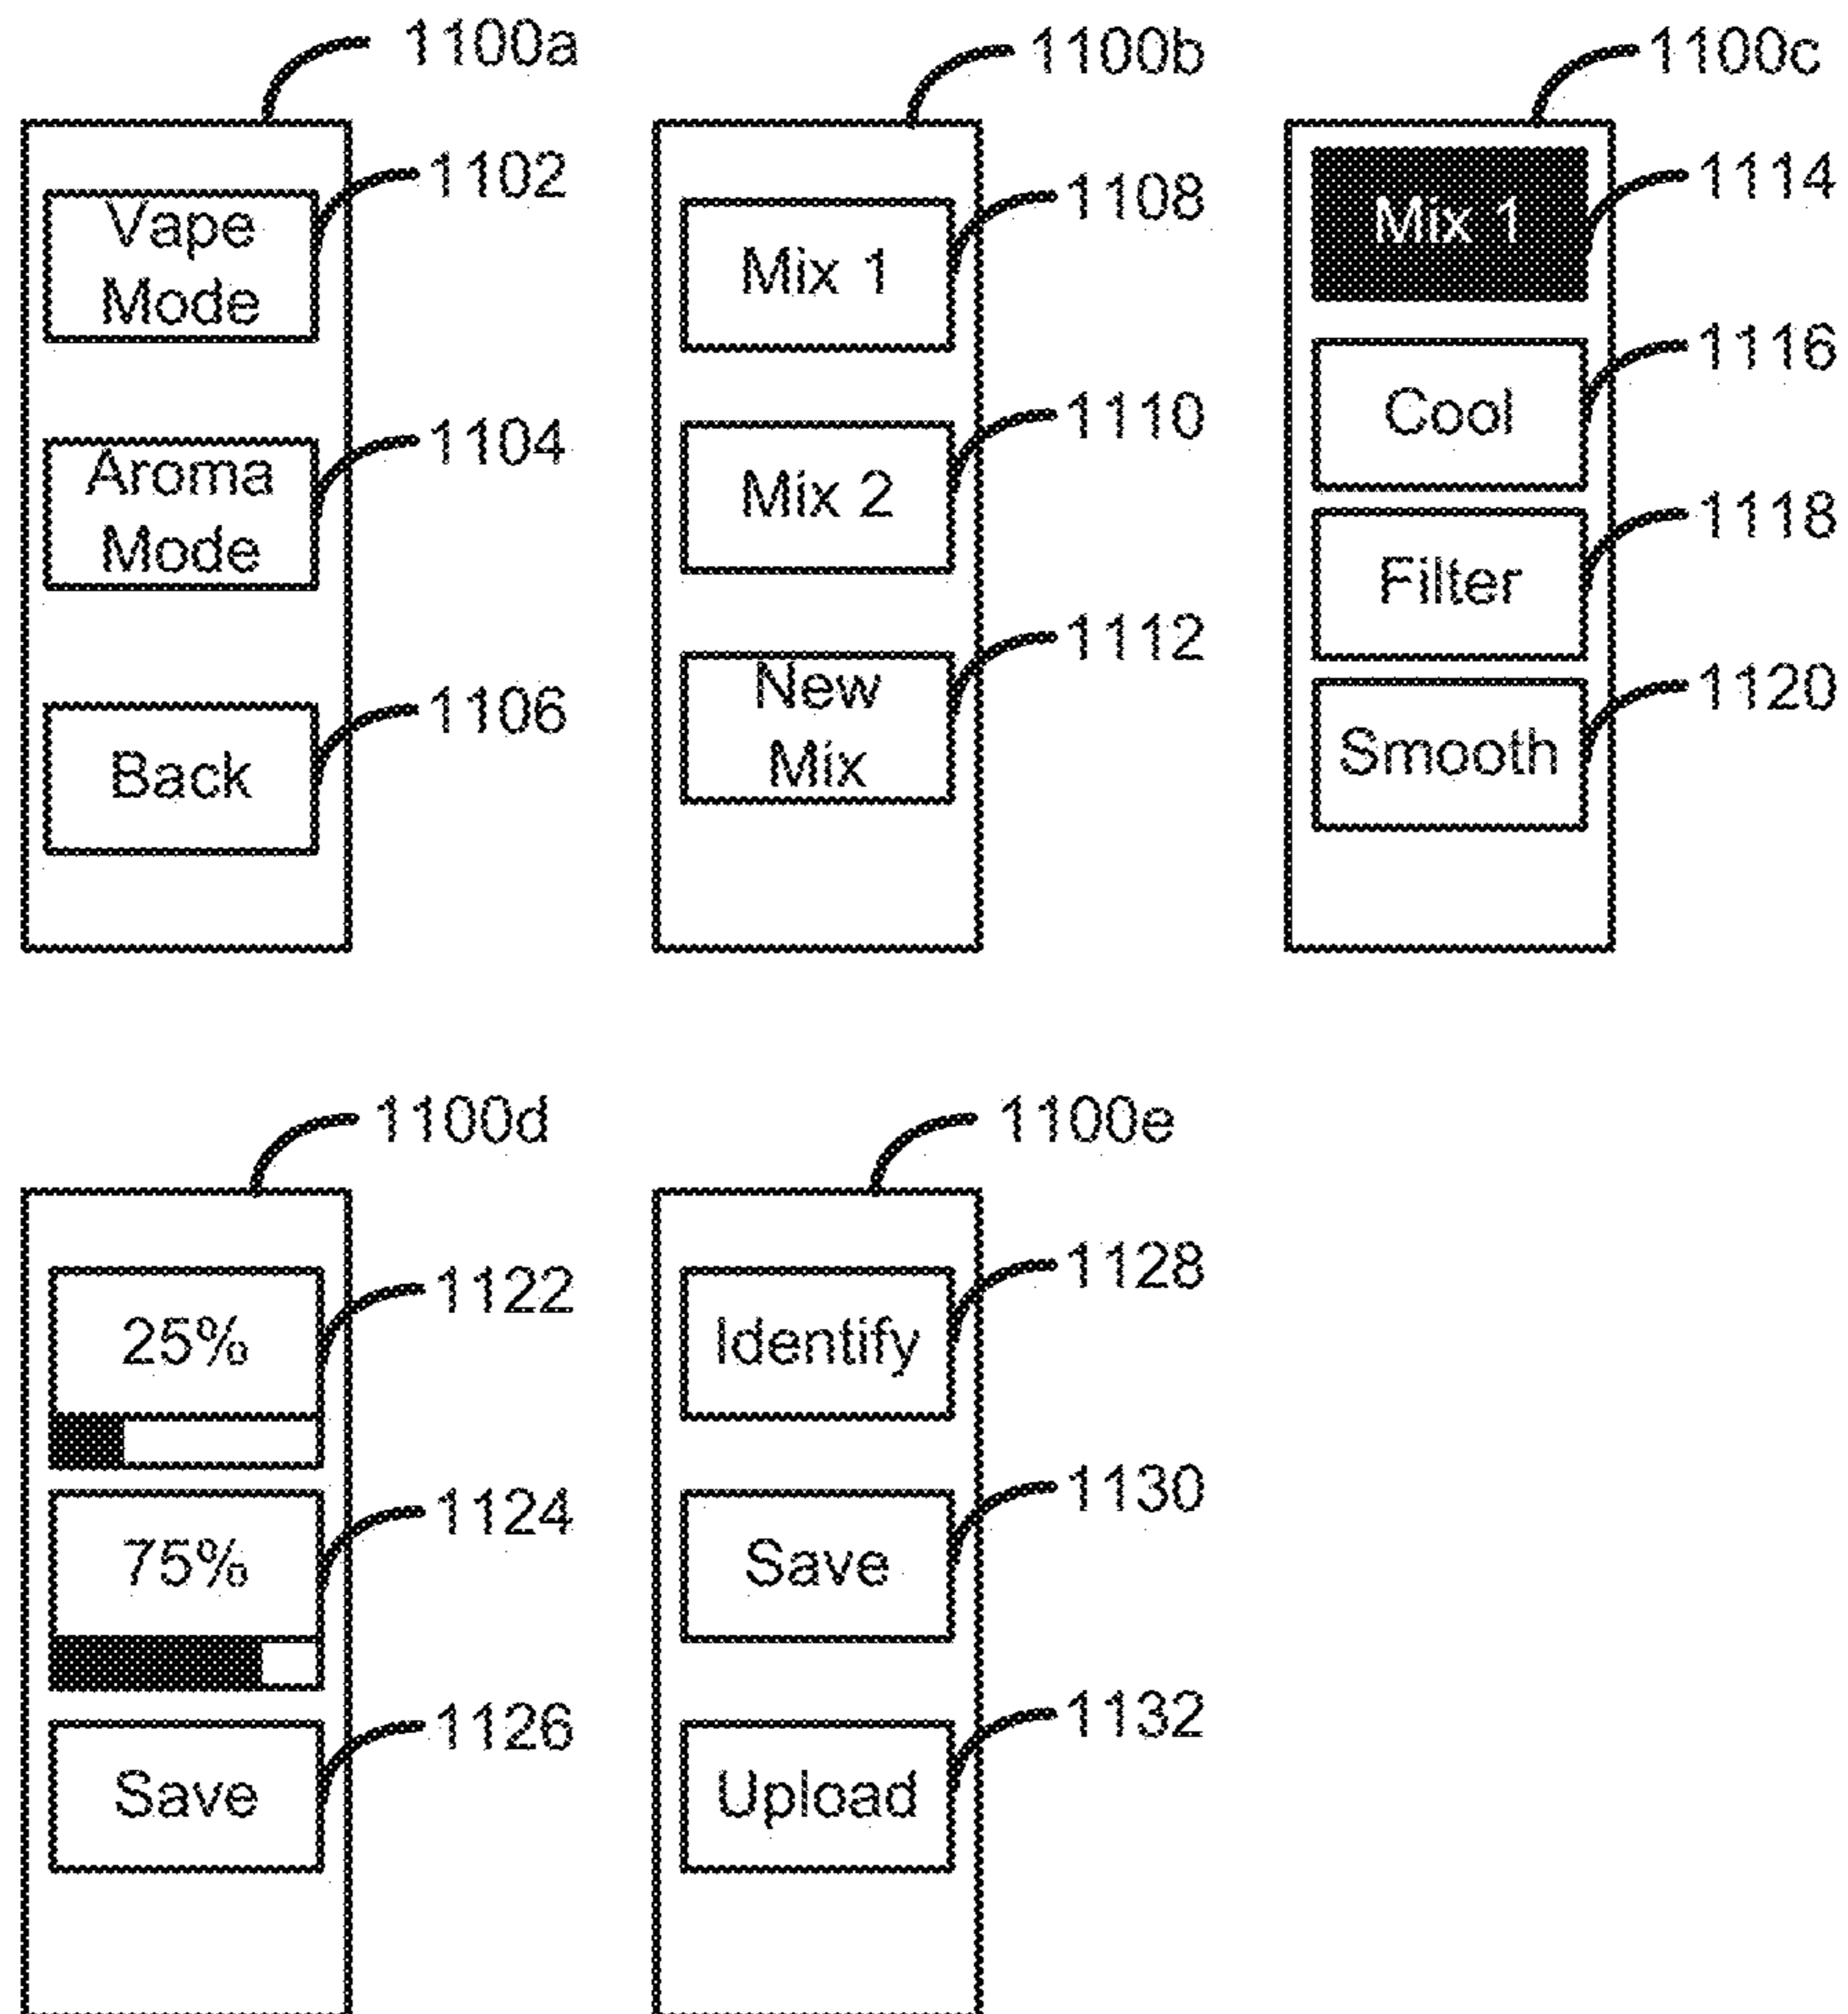 1100a
1102
Vape
Mode
1104
Aroma
Mode
1106
Back
1100b
1108
Mix 1
1110
Mix 2
1112
New
Mix
1100c
1114
Mix 1
1116
Cool
1118
Filter
1120
Smooth
1100d
1122
25%
1124
75%
1126
Save
1100e
1128
Identify
1130
Save
1132
Upload